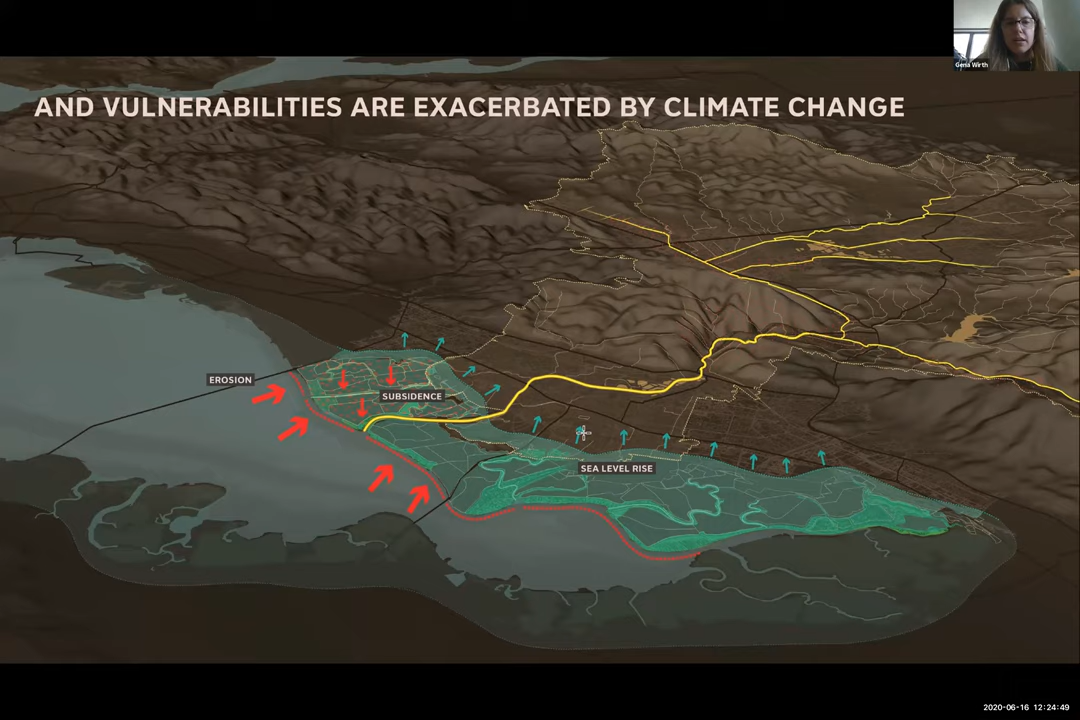 Gena Wirth
AND VULNERABILITIES ARE EXACERBATED BY CLIMATE CHANGE
EROSION
SUBSIDENCE
SEA LEVEL RISE
2020-06-16 12:24:49